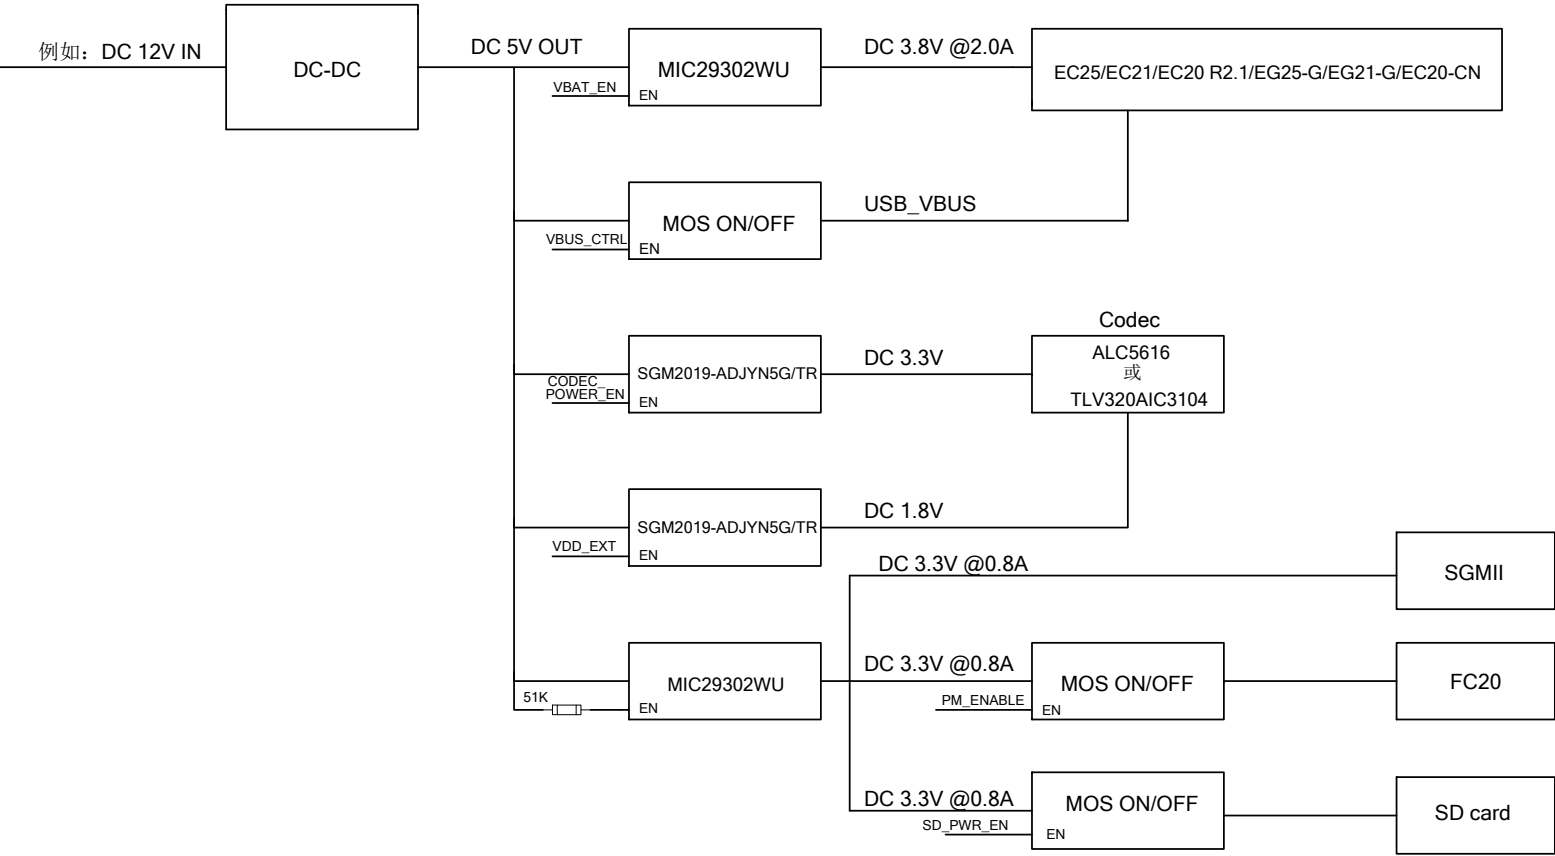 例如：DC 12V IN
DC-DC
DC 5V OUT
VBAT_EN
MIC29302WU
EN
DC 3.8V @2.0A
EC25/EC21/EC20 R2.1/EG25-G/EG21-G/EC20-CN
VBUS_CTRL
MOS ON/OFF
EN
USB_VBUS
CODEC_
POWER_EN
SGM2019-ADJYN5G/TR
EN
DC 3.3V
Codec
ALC5616
或
TLV320AIC3104
VDD_EXT
SGM2019-ADJYN5G/TR
EN
DC 1.8V
DC 3.3V @0.8A
SGMII
51K
MIC29302WU
EN
DC 3.3V @0.8A
PM_ENABLE
MOS ON/OFF
EN
FC20
DC 3.3V @0.8A
SD_PWR_EN
MOS ON/OFF
EN
SD card